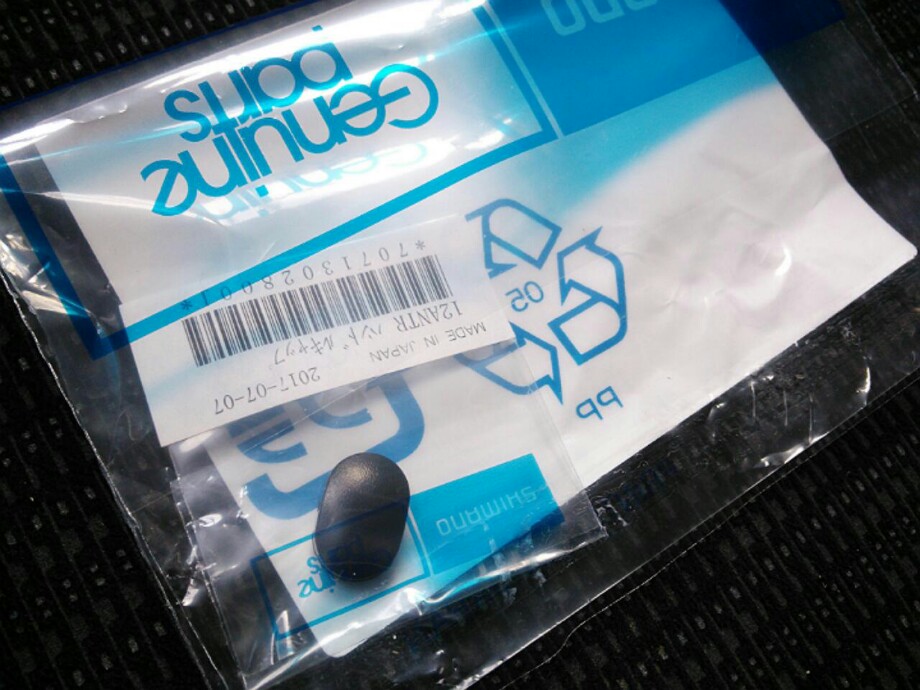 SHIMANO
PP
05
MADE IN JAPAN 2017-07-07
12ANTR ハンドルキャップ
*70713028001*
Genuine
parts